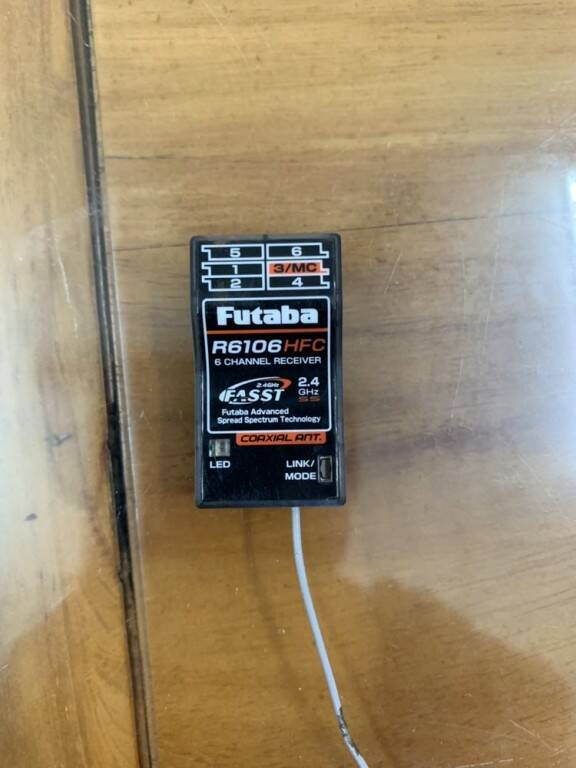 5 6
1 3/MC
2 4
Futaba
R6106HFC
6 CHANNEL RECEIVER
2.4GHz
FASST 2.4
GHz
SS
Futaba Advanced
Spread Spectrum Technology
COAXIAL ANT.
LED LINK/
MODE